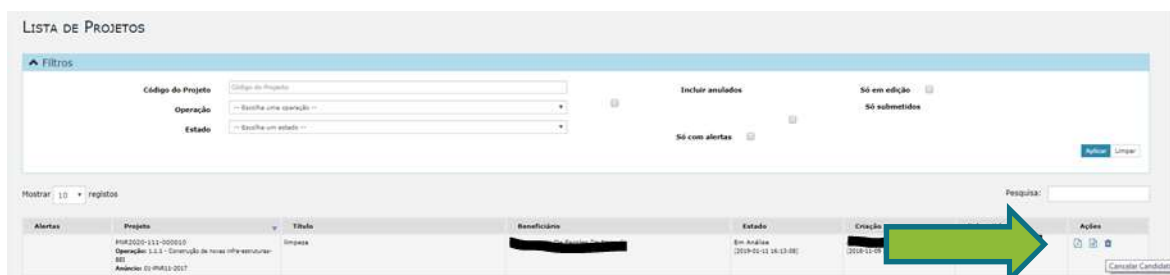 LISTA DE PROJETOS
Filtros
Código do Projeto Código do Projeto Incluir anulados Só em edição
Operação -- Escolha uma operação -- Só submetidos
Estado -- Escolha um estado --
Só com alertas
Aplicar Limpar
Mostrar 10 registos Pesquisa:
Alertas Projeto Título Beneficiário Estado Criação Ações
PNR2020-111-000010 limpeza Em Análise
Operação: 1.1.1 - Construção de novas infra-estruturas- [2019-01-11 16:13:08] [2018-11-09
BEI
Anúncio: 01-PNR11-2017
Cancelar Candidat